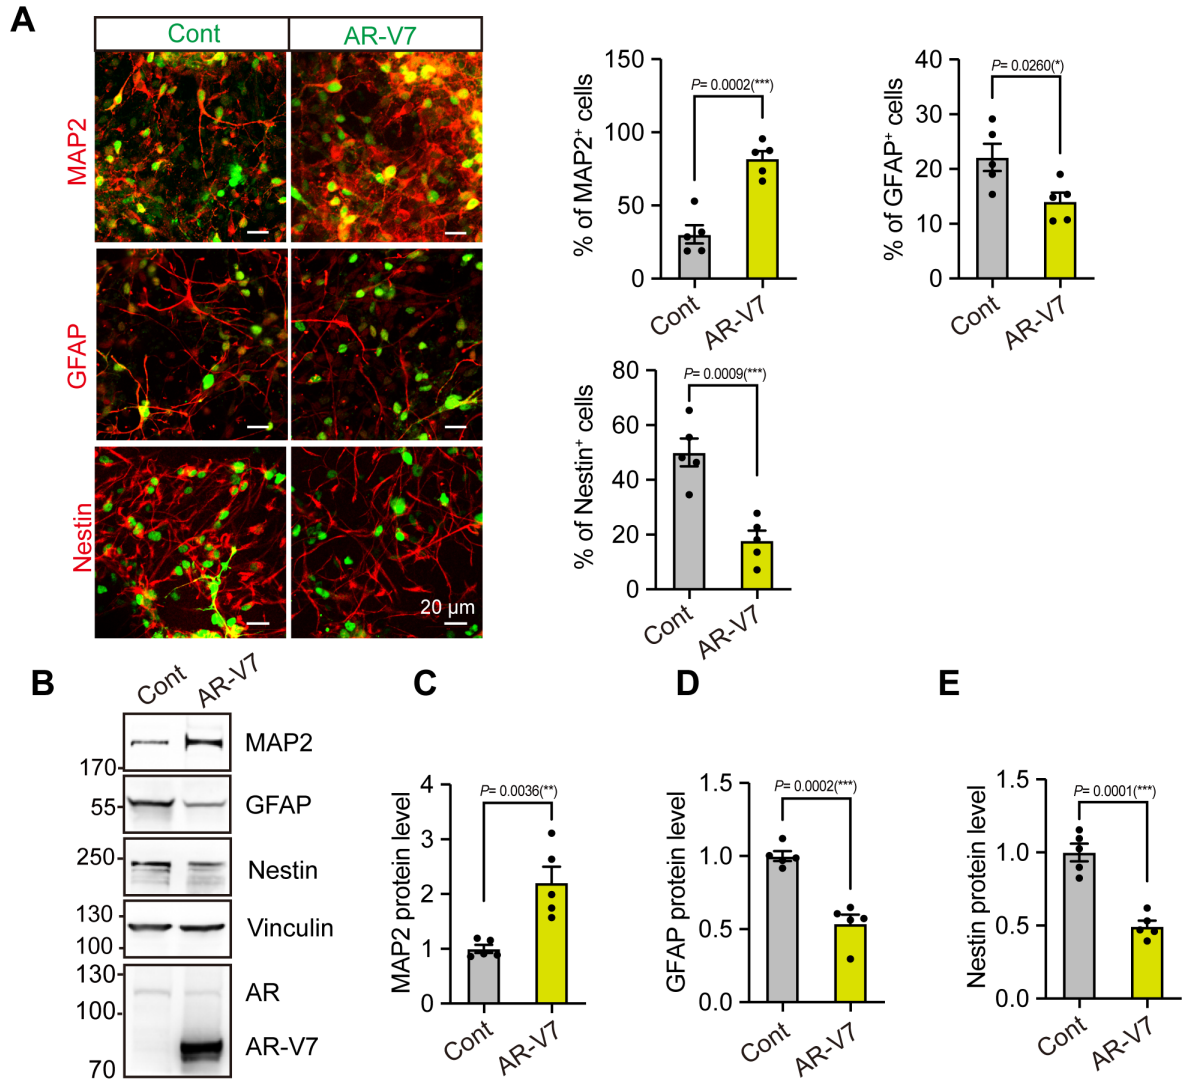 A
Cont
AR-V7
MAP2
GFAP
Nestin
20 μm
% of MAP2+ cells
150
100
50
0
P= 0.0002(***)
Cont
AR-V7
% of GFAP+ cells
40
30
20
10
0
P= 0.0260(*)
Cont
AR-V7
% of Nestin+ cells
80
60
40
20
0
P= 0.0009(***)
Cont
AR-V7
B
Cont
AR-V7
170
MAP2
55
GFAP
250
Nestin
130
100
Vinculin
130
100
70
AR
AR-V7
C
MAP2 protein level
4
3
2
1
0
P= 0.0036(**)
Cont
AR-V7
D
GFAP protein level
1.5
1.0
0.5
0.0
P= 0.0002(***)
Cont
AR-V7
E
Nestin protein level
1.5
1.0
0.5
0.0
P= 0.0001(***)
Cont
AR-V7